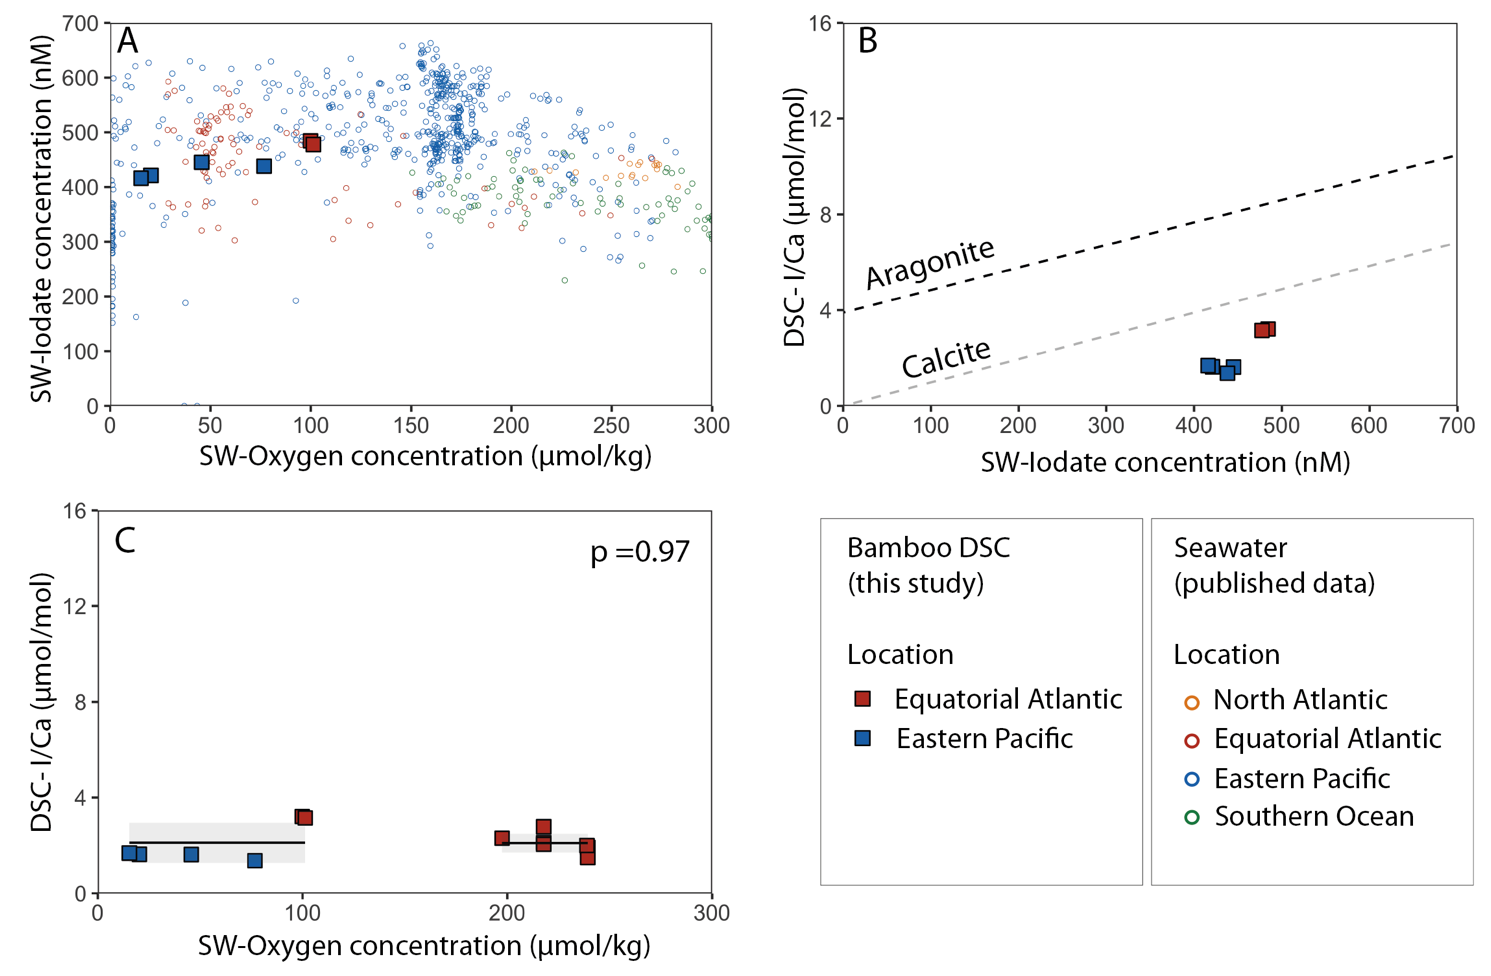 A
SW-Iodate concentration (nM)
700
600
500
400
300
200
100
0
0 50 100 150 200 250 300
SW-Oxygen concentration (µmol/kg)
B
DSC- I/Ca (µmol/mol)
16
12
8
4
0
Aragonite
Calcite
0 100 200 300 400 500 600 700
SW-Iodate concentration (nM)
C
p =0.97
DSC- I/Ca (µmol/mol)
16
12
8
4
0
0 100 200 300
SW-Oxygen concentration (µmol/kg)
Bamboo DSC
(this study)
Location
Equatorial Atlantic
Eastern Pacific
Seawater
(published data)
Location
North Atlantic
Equatorial Atlantic
Eastern Pacific
Southern Ocean